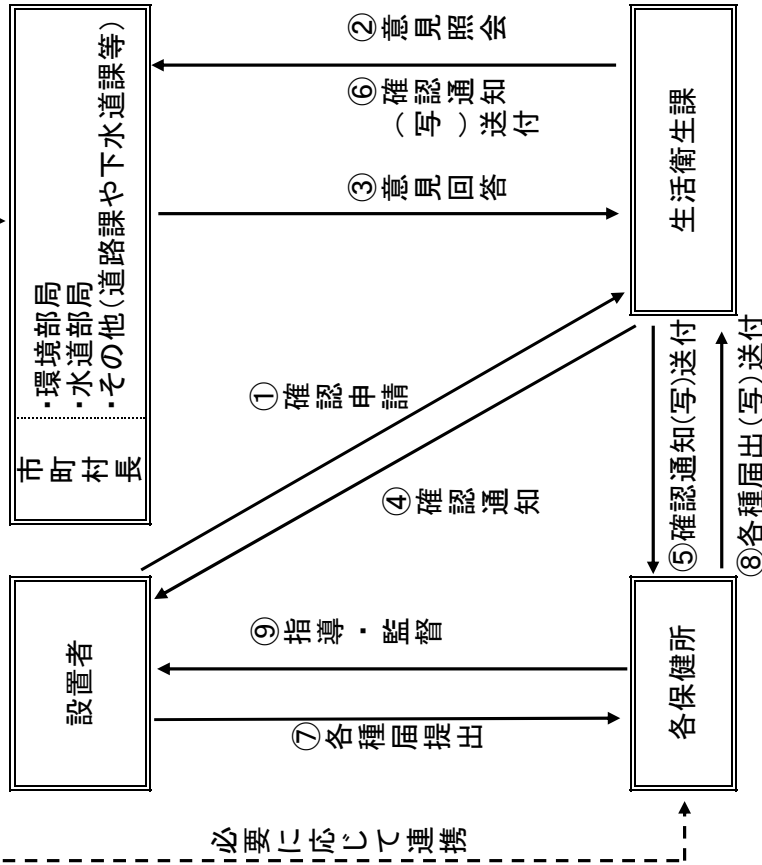 市町村長
・環境部局
・水道部局
・その他（道路課や下水道課等）
設置者
①確認申請
②意見照会
⑥確認通知
（写）送付
③意見回答
④確認通知
⑨指導・監督
⑦各種届提出
生活衛生課
⑤確認通知(写)送付
⑧各種届出(写)送付
各保健所
必要に応じて連携